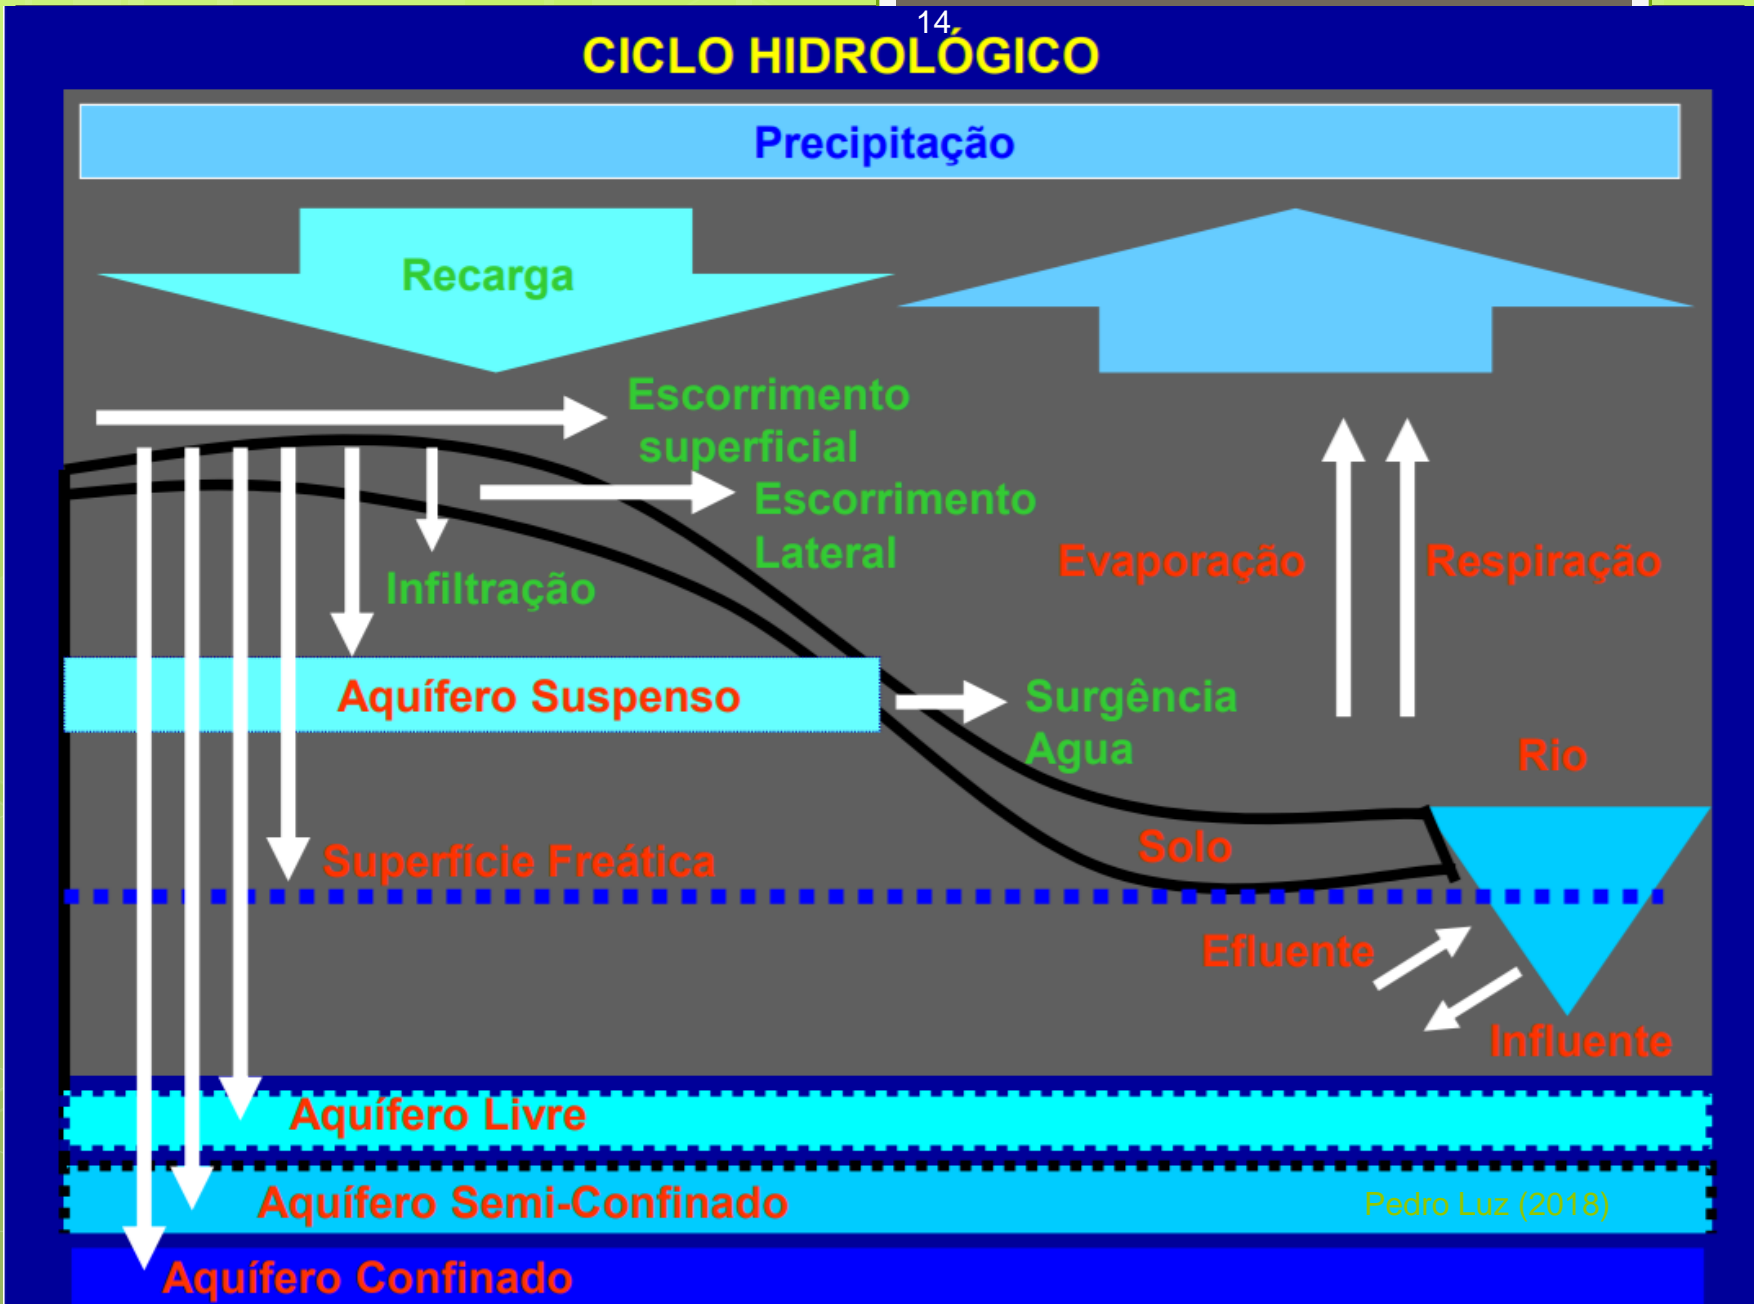 14
CICLO HIDROLÓGICO
Precipitação
Recarga
Escorrimento
superficial
Escorrimento
Lateral
Evaporação
Respiração
Infiltração
Aquífero Suspenso
Surgência
Agua
Rio
Solo
Superfície Freática
Efluente
Influente
Aquífero Livre
Aquífero Semi-Confinado
Pedro Luz (2018)
Aquífero Confinado